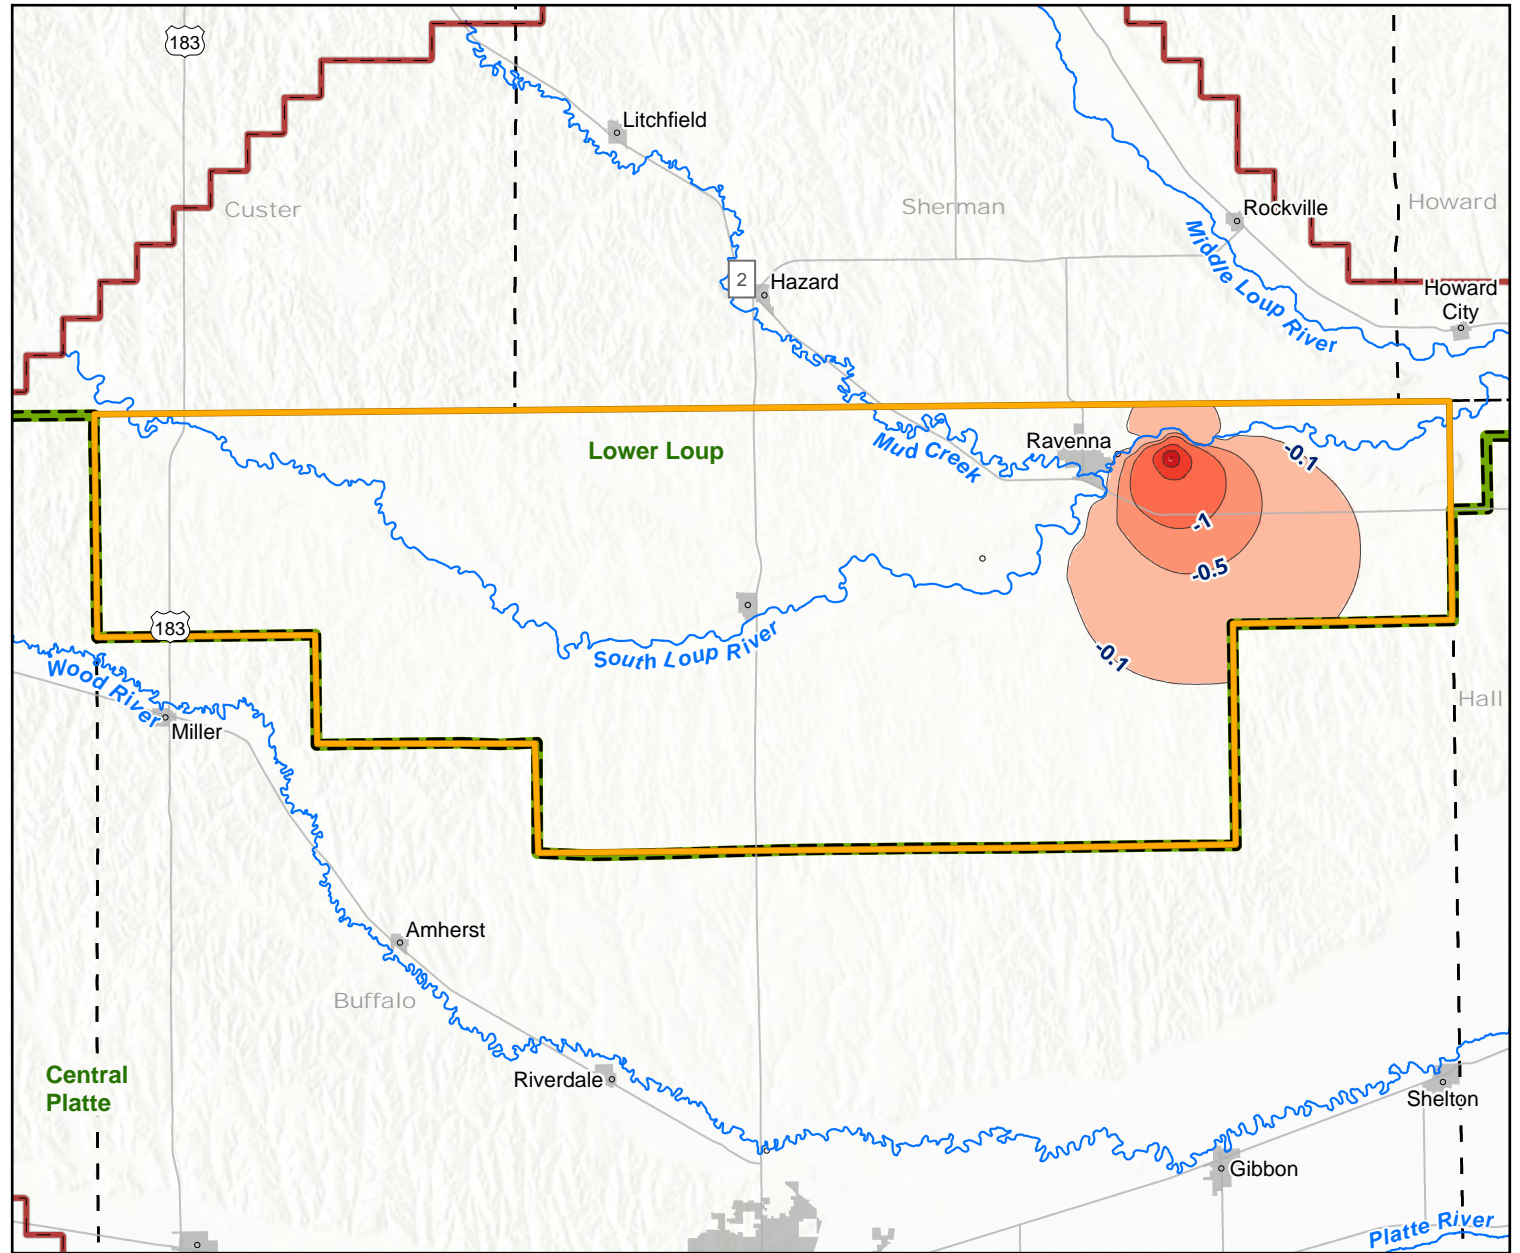 183
Litchfield
Custer
Sherman
Rockville
Howard
2
Hazard
Middle Loup River
Howard
City
Lower Loup
Mud Creek
Ravenna
-0.1
-1
-0.5
183
South Loup River
-0.1
Wood River
Miller
Hall
Amherst
Buffalo
Central
Platte
Riverdale
Shelton
Gibbon
Platte River